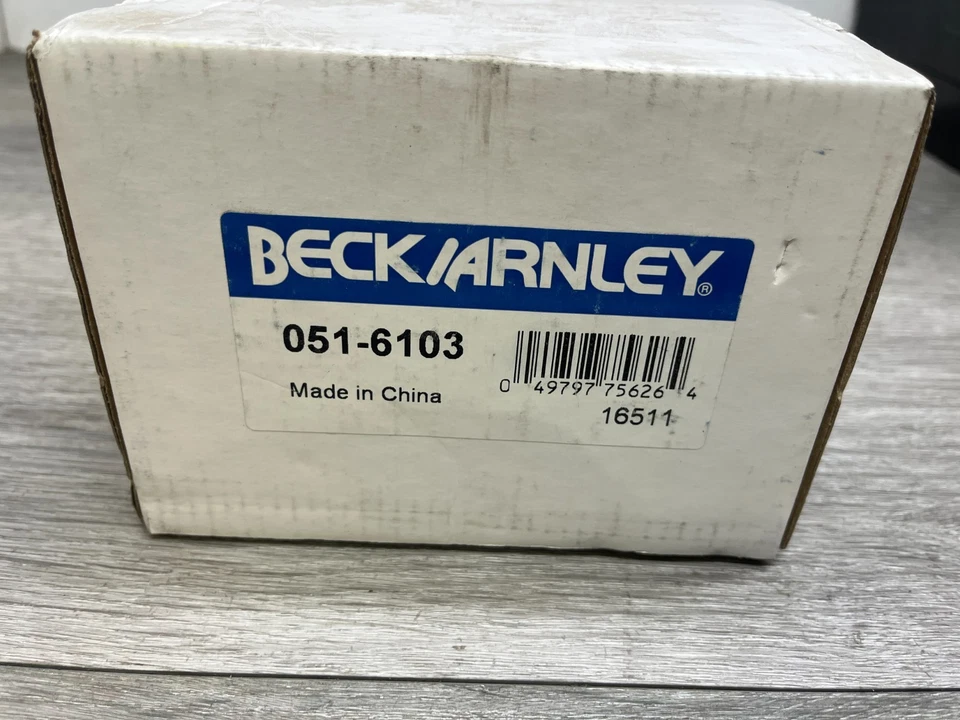 BECK/ARNLEY®
051-6103
Made in China
0 49797 75626 4
16511